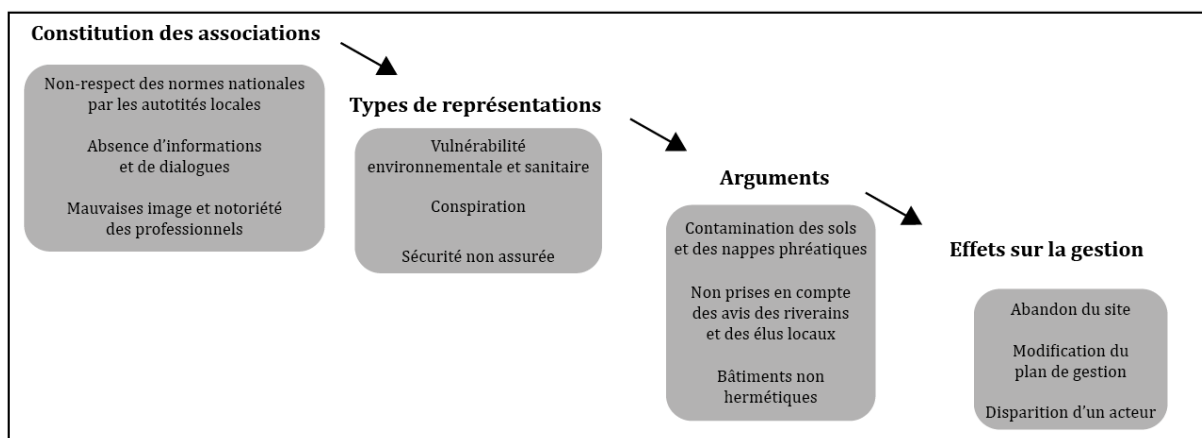 Constitution des associations
Non-respect des normes nationales
par les autotités locales
Absence d'informations
et de dialogues
Mauvaises image et notoriété
des professionnels
Types de représentations
Vulnérabilité
environnementale et sanitaire
Conspiration
Sécurité non assurée
Arguments
Contamination des sols
et des nappes phréatiques
Non prises en compte
des avis des riverains
et des élus locaux
Bâtiments non
hermétiques
Effets sur la gestion
Abandon du site
Modification du
plan de gestion
Disparition d'un acteur